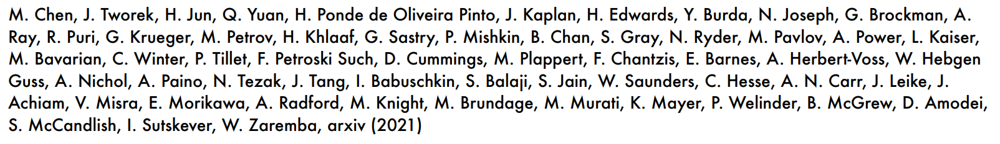 M. Chen, J. Tworek, H. Jun, Q. Yuan, H. Ponde de Oliveira Pinto, J. Kaplan, H. Edwards, Y. Burda, N. Joseph, G. Brockman, A.
Ray, R. Puri, G. Krueger, M. Petrov, H. Khlaaf, G. Sastry, P. Mishkin, B. Chan, S. Gray, N. Ryder, M. Pavlov, A. Power, L. Kaiser,
M. Bavarian, C. Winter, P. Tillet, F. Petroski Such, D. Cummings, M. Plappert, F. Chantzis, E. Barnes, A. Herbert-Voss, W. Hebgen
Guss, A. Nichol, A. Paino, N. Tezak, J. Tang, I. Babuschkin, S. Balaji, S. Jain, W. Saunders, C. Hesse, A. N. Carr, J. Leike, J.
Achiam, V. Misra, E. Morikawa, A. Radford, M. Knight, M. Brundage, M. Murati, K. Mayer, P. Welinder, B. McGrew, D. Amodei,
S. McCandlish, I. Sutskever, W. Zaremba, arxiv (2021)